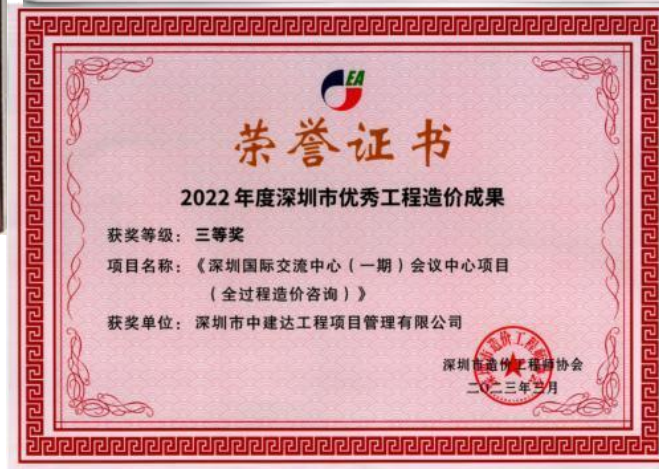 EA
荣誉证书
2022年度深圳市优秀工程造价成果
获奖等级：三等奖
项目名称：《深圳国际交流中心（一期）会议中心项目
（全过程造价咨询）》
获奖单位：深圳市中建达工程项目管理有限公司
深圳市造价工程师协会
二〇二三年三月